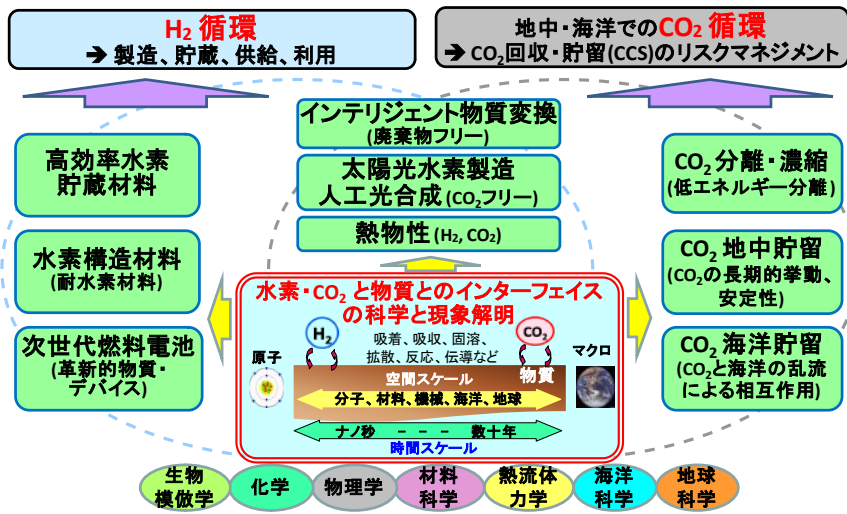 H₂ 循環
➔ 製造、貯蔵、供給、利用
地中・海洋でのCO₂ 循環
➔ CO₂回収・貯留(CCS)のリスクマネジメント
インテリジェント物質変換
(廃棄物フリー)
太陽光水素製造
人工光合成(CO₂フリー)
熱物性(H₂, CO₂)
高効率水素
貯蔵材料
水素構造材料
(耐水素材料)
次世代燃料電池
(革新的物質・
デバイス)
CO₂ 分離・濃縮
(低エネルギー分離)
CO₂ 地中貯留
(CO₂の長期的挙動、
安定性)
CO₂ 海洋貯留
(CO₂と海洋の乱流
による相互作用)
水素・CO₂ と物質とのインターフェイス
の科学と現象解明
H₂
吸着、吸収、固溶、
拡散、反応、伝導など
CO₂
原子
物質
マクロ
空間スケール
分子、材料、機械、海洋、地球
ナノ秒 - - - 数十年
時間スケール
生物
模倣学
化学
物理学
材料
科学
熱流体
力学
海洋
科学
地球
科学